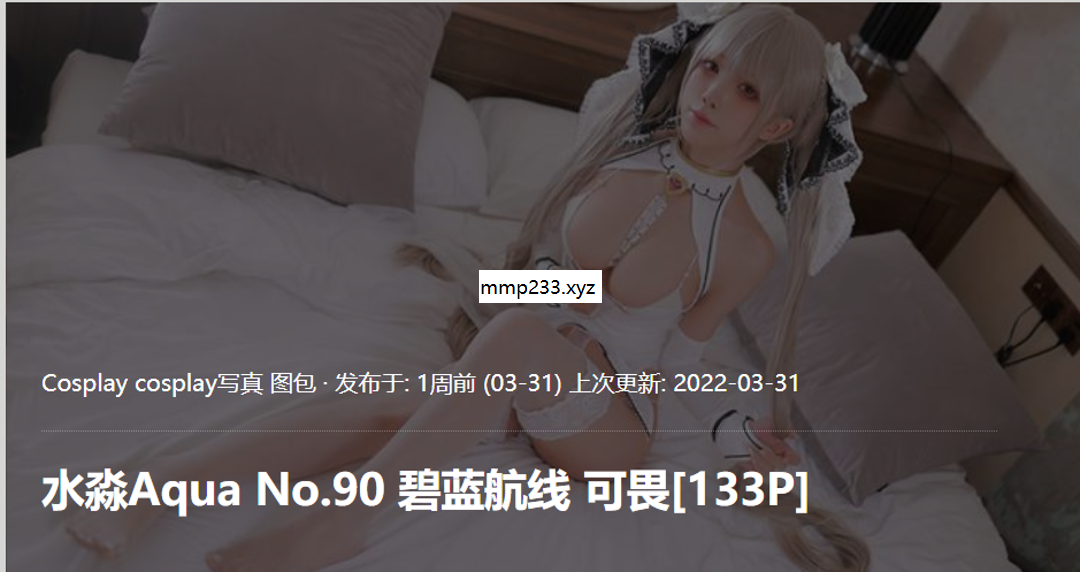 mmp233.xyz
Cosplay cosplay写真 图包 · 发布于: 1周前 (03-31) 上次更新: 2022-03-31
水淼Aqua No.90 碧蓝航线 可畏[133P]